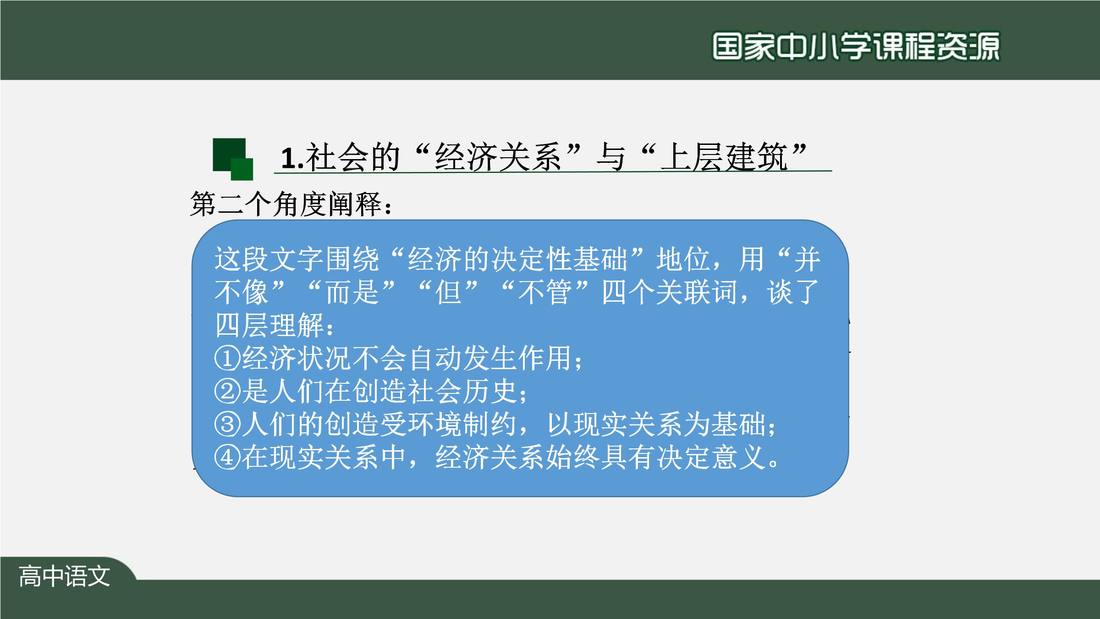 国家中小学课程资源
1.社会的“经济关系”与“上层建筑”
第二个角度阐释：
这段文字围绕“经济的决定性基础”地位，用“并
不像”“而是”“但”“不管”四个关联词，谈了
四层理解：
①经济状况不会自动发生作用；
②是人们在创造社会历史；
③人们的创造受环境制约，以现实关系为基础；
④在现实关系中，经济关系始终具有决定意义。
高中语文